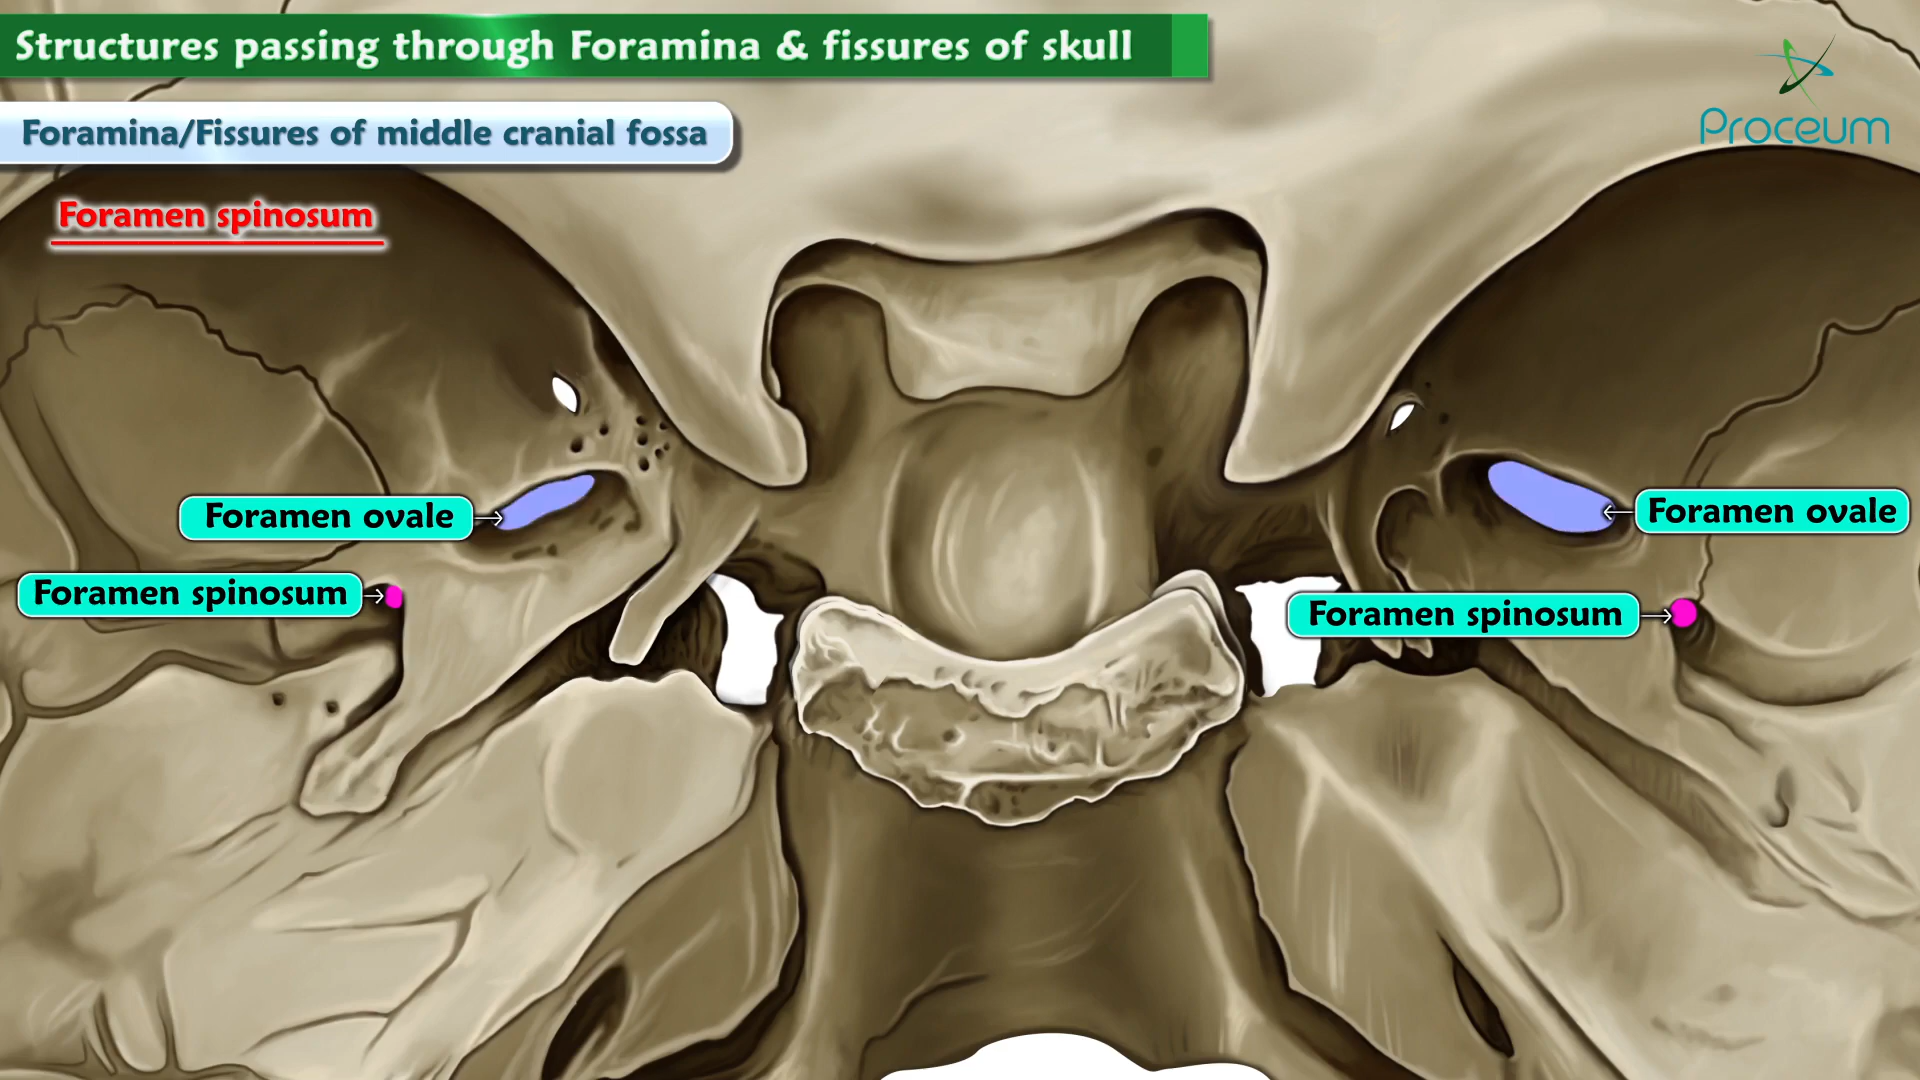 Structures passing through Foramina & fissures of skull
Proceum
Foramina/Fissures of middle cranial fossa
Foramen spinosum
Foramen ovale
Foramen ovale
Foramen spinosum
Foramen spinosum